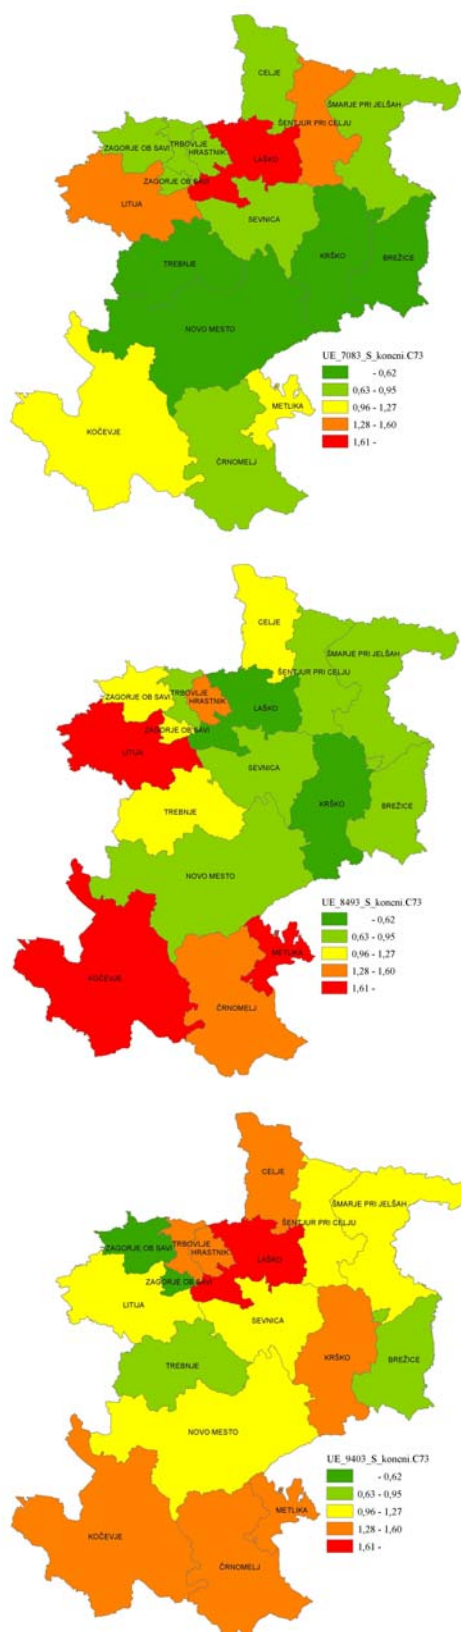 CELJE
ŠMARJE PRI JELŠAH
ŠENTJUR PRI CELJU
TRBOVLJE
ZAGORJE OB SAVI
HRASTNIK
LAŠKO
ZAGORJE OB SAVI
LITIJA
SEVNICA
TREBNJE
KRŠKO
BREŽICE
NOVO MESTO
UE_7083_S_koncni.C73
- 0,62
0,63 - 0,95
0,96 - 1,27
1,28 - 1,60
1,61 -
METLIKA
KOČEVJE
ČRNOMELJ
CELJE
ŠMARJE PRI JELŠAH
ŠENTJUR PRI CELJU
TRBOVLJE
ZAGORJE OB SAVI
HRASTNIK
LAŠKO
ZAGORJE OB SAVI
LITIJA
SEVNICA
KRŠKO
BREŽICE
TREBNJE
NOVO MESTO
UE_8493_S_koncni.C73
- 0,62
0,63 - 0,95
0,96 - 1,27
1,28 - 1,60
1,61 -
METLIKA
KOČEVJE
ČRNOMELJ
CELJE
ŠMARJE PRI JELŠAH
ŠENTJUR PRI CELJU
TRBOVLJE
ZAGORJE OB SAVI
HRASTNIK
LAŠKO
ZAGORJE OB SAVI
LITIJA
SEVNICA
KRŠKO
BREŽICE
TREBNJE
NOVO MESTO
UE_9403_S_koncni.C73
- 0,62
0,63 - 0,95
0,96 - 1,27
1,28 - 1,60
1,61 -
METLIKA
KOČEVJE
ČRNOMELJ